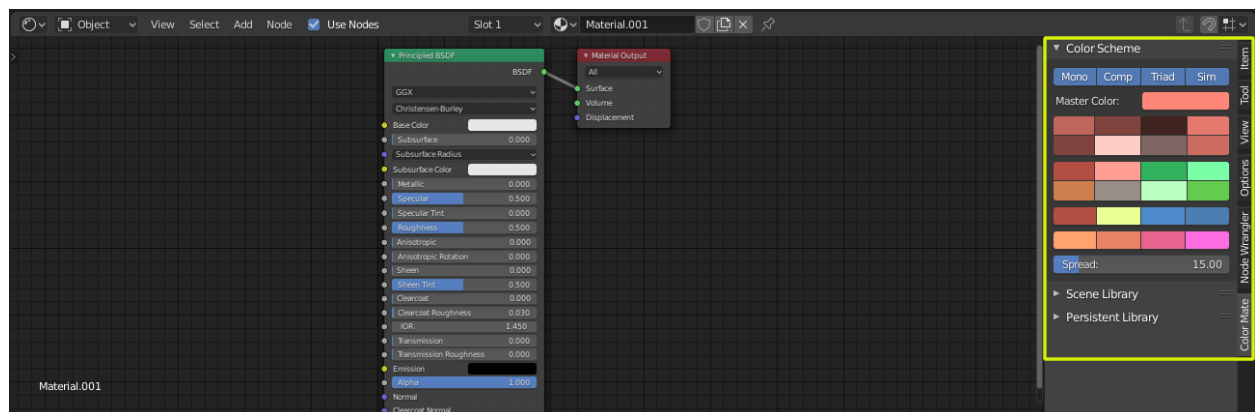 Object View Select Add Node Use Nodes Slot 1 Material.001
Principled BSDF
BSDF
GGX
Christensen-Burley
Base Color
Subsurface 0.000
Subsurface Radius
Subsurface Color
Metallic 0.000
Specular 0.500
Specular Tint 0.000
Roughness 0.500
Anisotropic 0.000
Anisotropic Rotation 0.000
Sheen 0.000
Sheen Tint 0.500
Clearcoat 0.000
Clearcoat Roughness 0.030
IOR 1.450
Transmission 0.000
Transmission Roughness 0.000
Emission
Alpha 1.000
Normal
Clearcoat Normal
Material Output
All
Surface
Volume
Displacement
Material.001
Color Scheme
Mono Comp Triad Sim
Master Color:
Spread: 15.00
Scene Library
Persistent Library
Item
Tool
View
Options
Node Wrangler
Color Mate